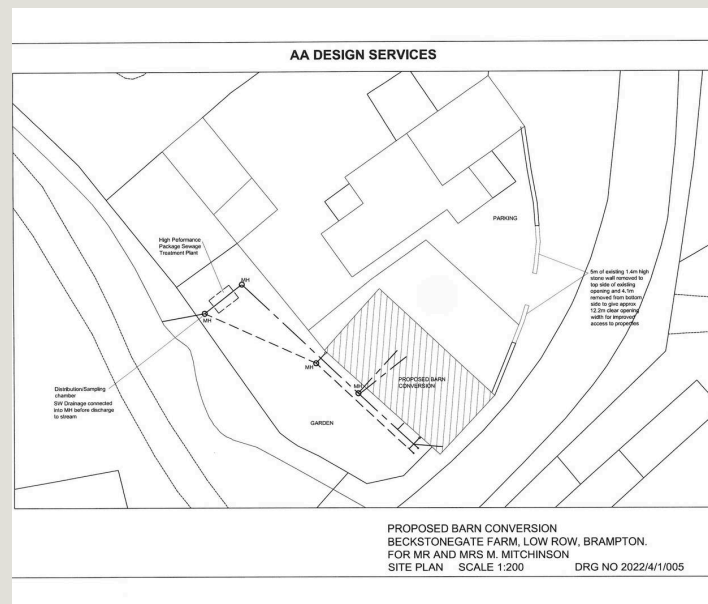 AA DESIGN SERVICES
PARKING
High Peformance
Package Sewage
Treatment Plant
MH
MH
5m of existing 1.4m high
stone wall removed to
top side of existing
opening and 4.1m
removed from bottom
side to give approx
12.2m clear opening
width for improved
access to properties
MH
MH
PROPOSED BARN
CONVERSION
Distribution/Sampling
chamber
SW Drainage connected
into MH before discharge
to stream
GARDEN
PROPOSED BARN CONVERSION
BECKSTONEGATE FARM, LOW ROW, BRAMPTON.
FOR MR AND MRS M. MITCHINSON
SITE PLAN SCALE 1:200 DRG NO 2022/4/1/005